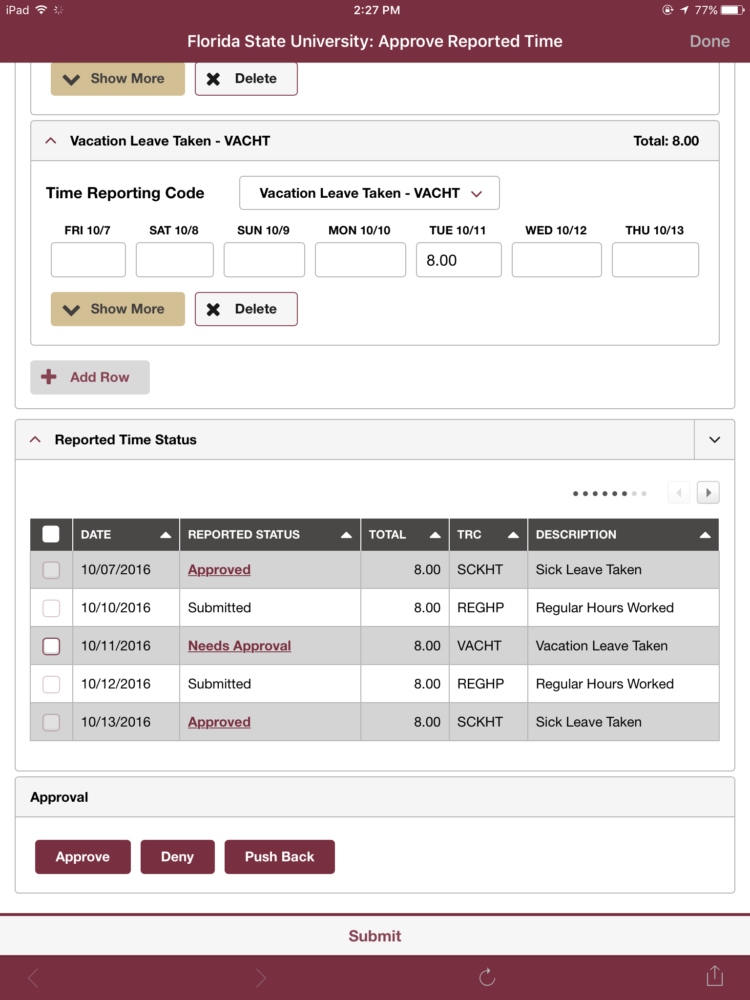 iPad 2:27 PM 77%
Florida State University: Approve Reported Time Done
Show More Delete
Vacation Leave Taken - VACHT Total: 8.00
Time Reporting Code Vacation Leave Taken - VACHT
FRI 10/7 SAT 10/8 SUN 10/9 MON 10/10 TUE 10/11 WED 10/12 THU 10/13
8.00
Show More Delete
Add Row
Reported Time Status
DATE REPORTED STATUS TOTAL TRC DESCRIPTION
10/07/2016 Approved 8.00 SCKHT Sick Leave Taken
10/10/2016 Submitted 8.00 REGHP Regular Hours Worked
10/11/2016 Needs Approval 8.00 VACHT Vacation Leave Taken
10/12/2016 Submitted 8.00 REGHP Regular Hours Worked
10/13/2016 Approved 8.00 SCKHT Sick Leave Taken
Approval
Approve Deny Push Back
Submit